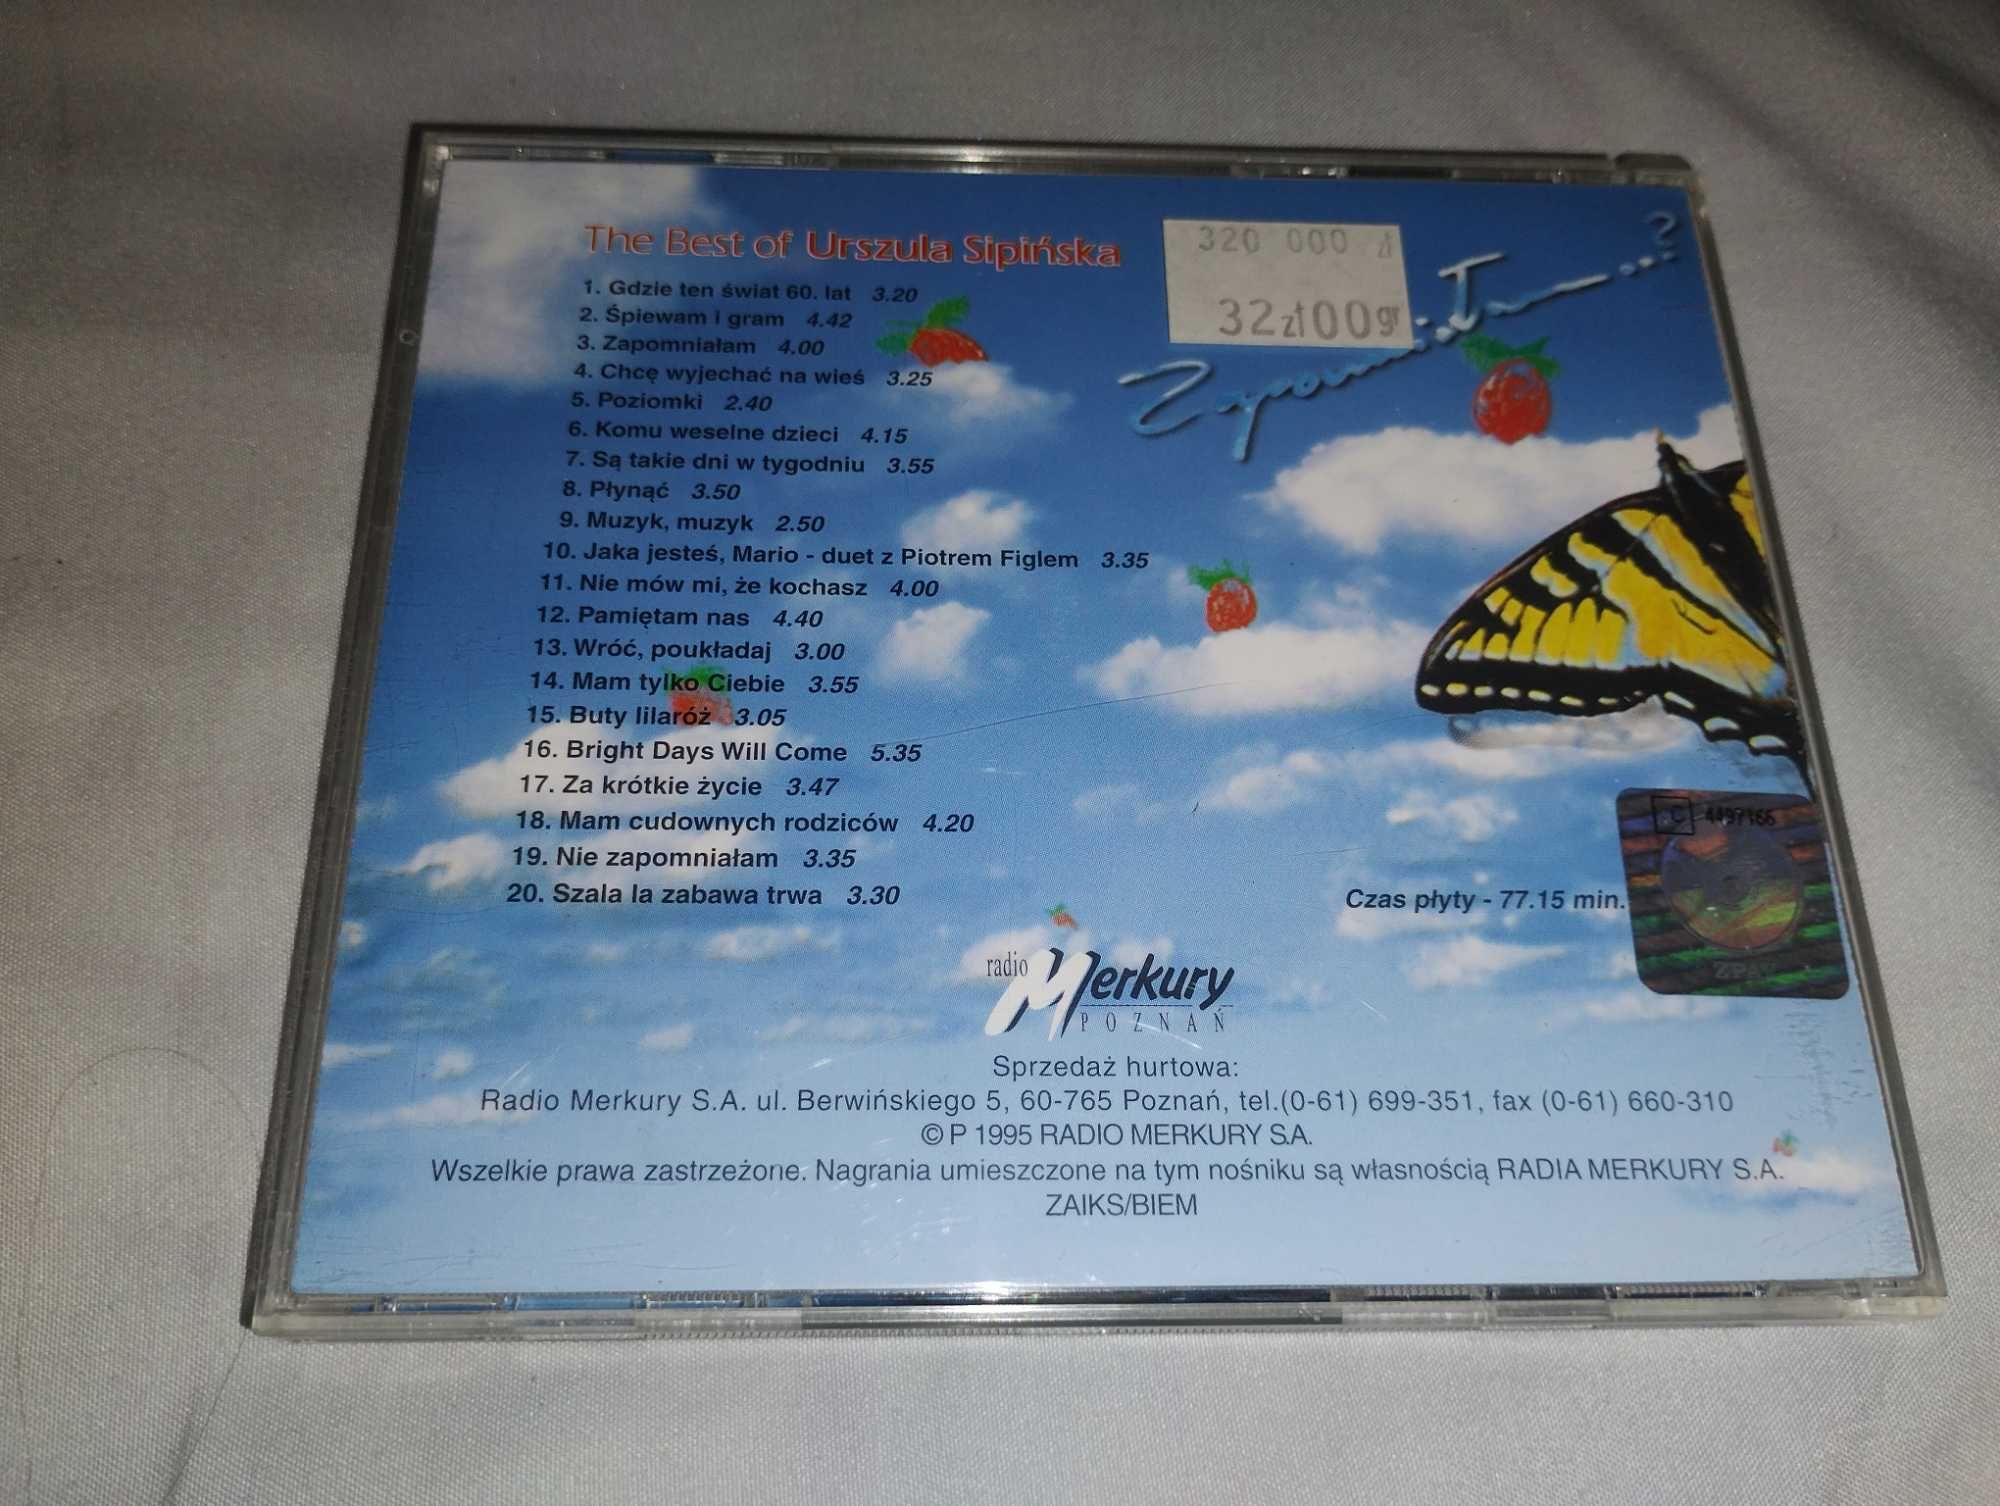 The Best of Urszula Sipińska
320 000 zł
32zł00gr
1. Gdzie ten świat 60. lat 3.20
2. Śpiewam i gram 4.42
3. Zapomniałam 4.00
4. Chcę wyjechać na wieś 3.25
5. Poziomki 2.40
6. Komu weselne dzieci 4.15
7. Są takie dni w tygodniu 3.55
8. Płynąć 3.50
9. Muzyk, muzyk 2.50
10. Jaka jesteś, Mario - duet z Piotrem Figlem 3.35
11. Nie mów mi, że kochasz 4.00
12. Pamiętam nas 4.40
13. Wróć, poukładaj 3.00
14. Mam tylko Ciebie 3.55
15. Buty lilaróż 3.05
16. Bright Days Will Come 5.35
17. Za krótkie życie 3.47
18. Mam cudownych rodziców 4.20
19. Nie zapomniałam 3.35
20. Szala la zabawa trwa 3.30
C 4497166
ZPAV
Czas płyty - 77.15 min.
radio Merkury
POZNAŃ
Sprzedaż hurtowa:
Radio Merkury S.A. ul. Berwińskiego 5, 60-765 Poznań, tel.(0-61) 699-351, fax (0-61) 660-310
© P 1995 RADIO MERKURY S.A.
Wszelkie prawa zastrzeżone. Nagrania umieszczone na tym nośniku są własnością RADIA MERKURY S.A.
ZAIKS/BIEM